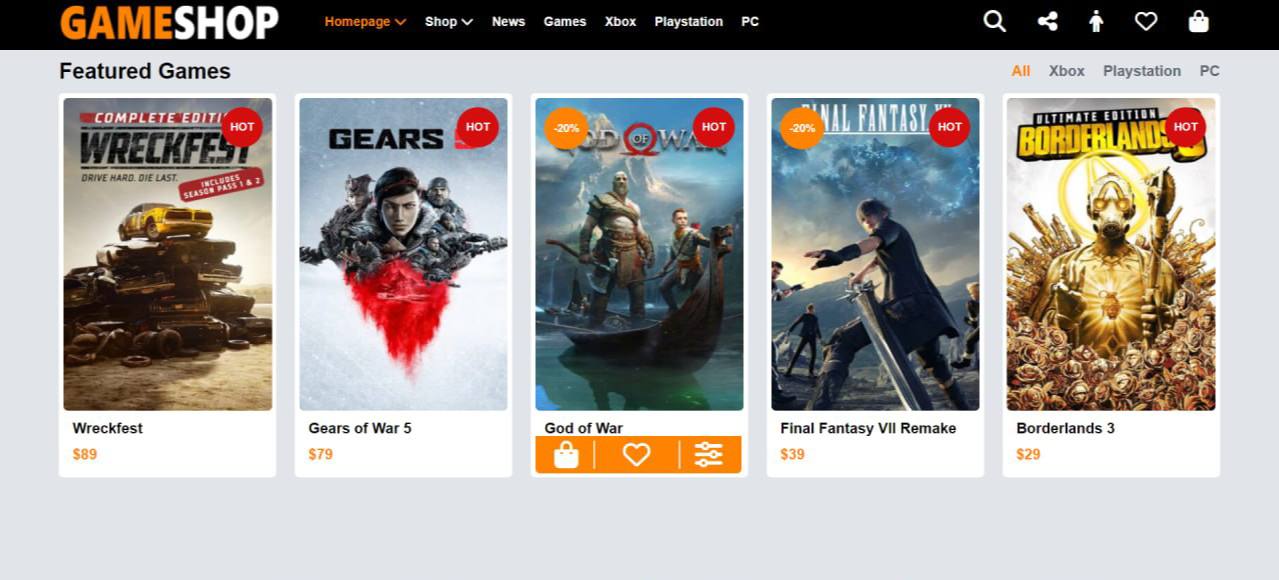 GAMESHOP
Homepage Shop News Games Xbox Playstation PC
Featured Games
All Xbox Playstation PC
COMPLETE
WRECKFEST
DRIVE HARD. DIE LAST.
INCLUDES
SEASON PASS 1 & 2
HOT
Wreckfest
$89
GEARS
HOT
Gears of War 5
$79
-20%
GOD OF WAR
HOT
God of War
-20%
FINAL FANTASY
HOT
Final Fantasy VII Remake
$39
ULTIMATE EDITION
BORDERLANDS 3
HOT
Borderlands 3
$29